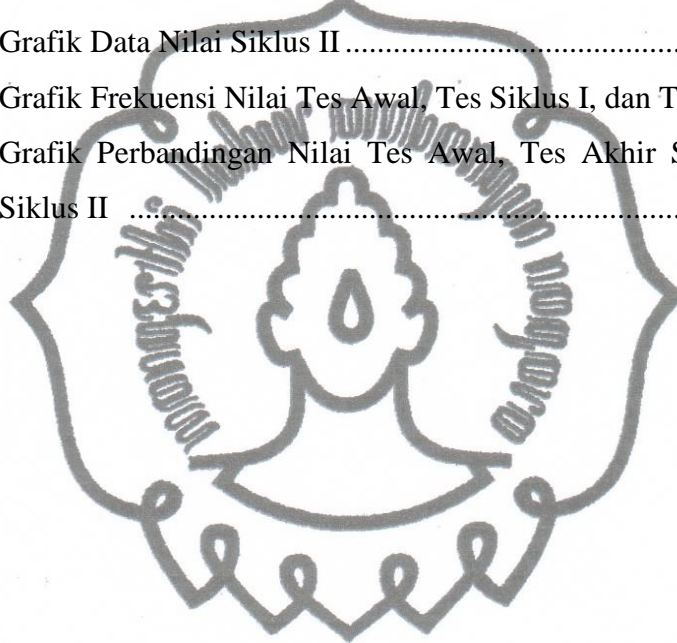 Grafik Data Nilai Siklus II ..........................................
Grafik Frekuensi Nilai Tes Awal, Tes Siklus I, dan T
Grafik Perbandingan Nilai Tes Awal, Tes Akhir S
Siklus II ......................................................................